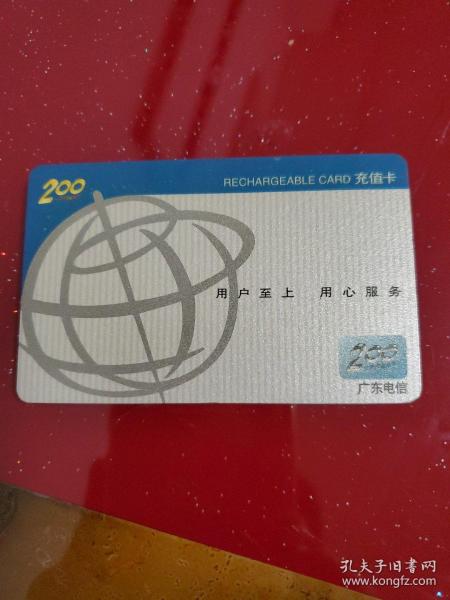 200
RECHARGEABLE CARD 充值卡
用户至上 用心服务
200
广东电信
孔夫子旧书网
www.kongfz.com